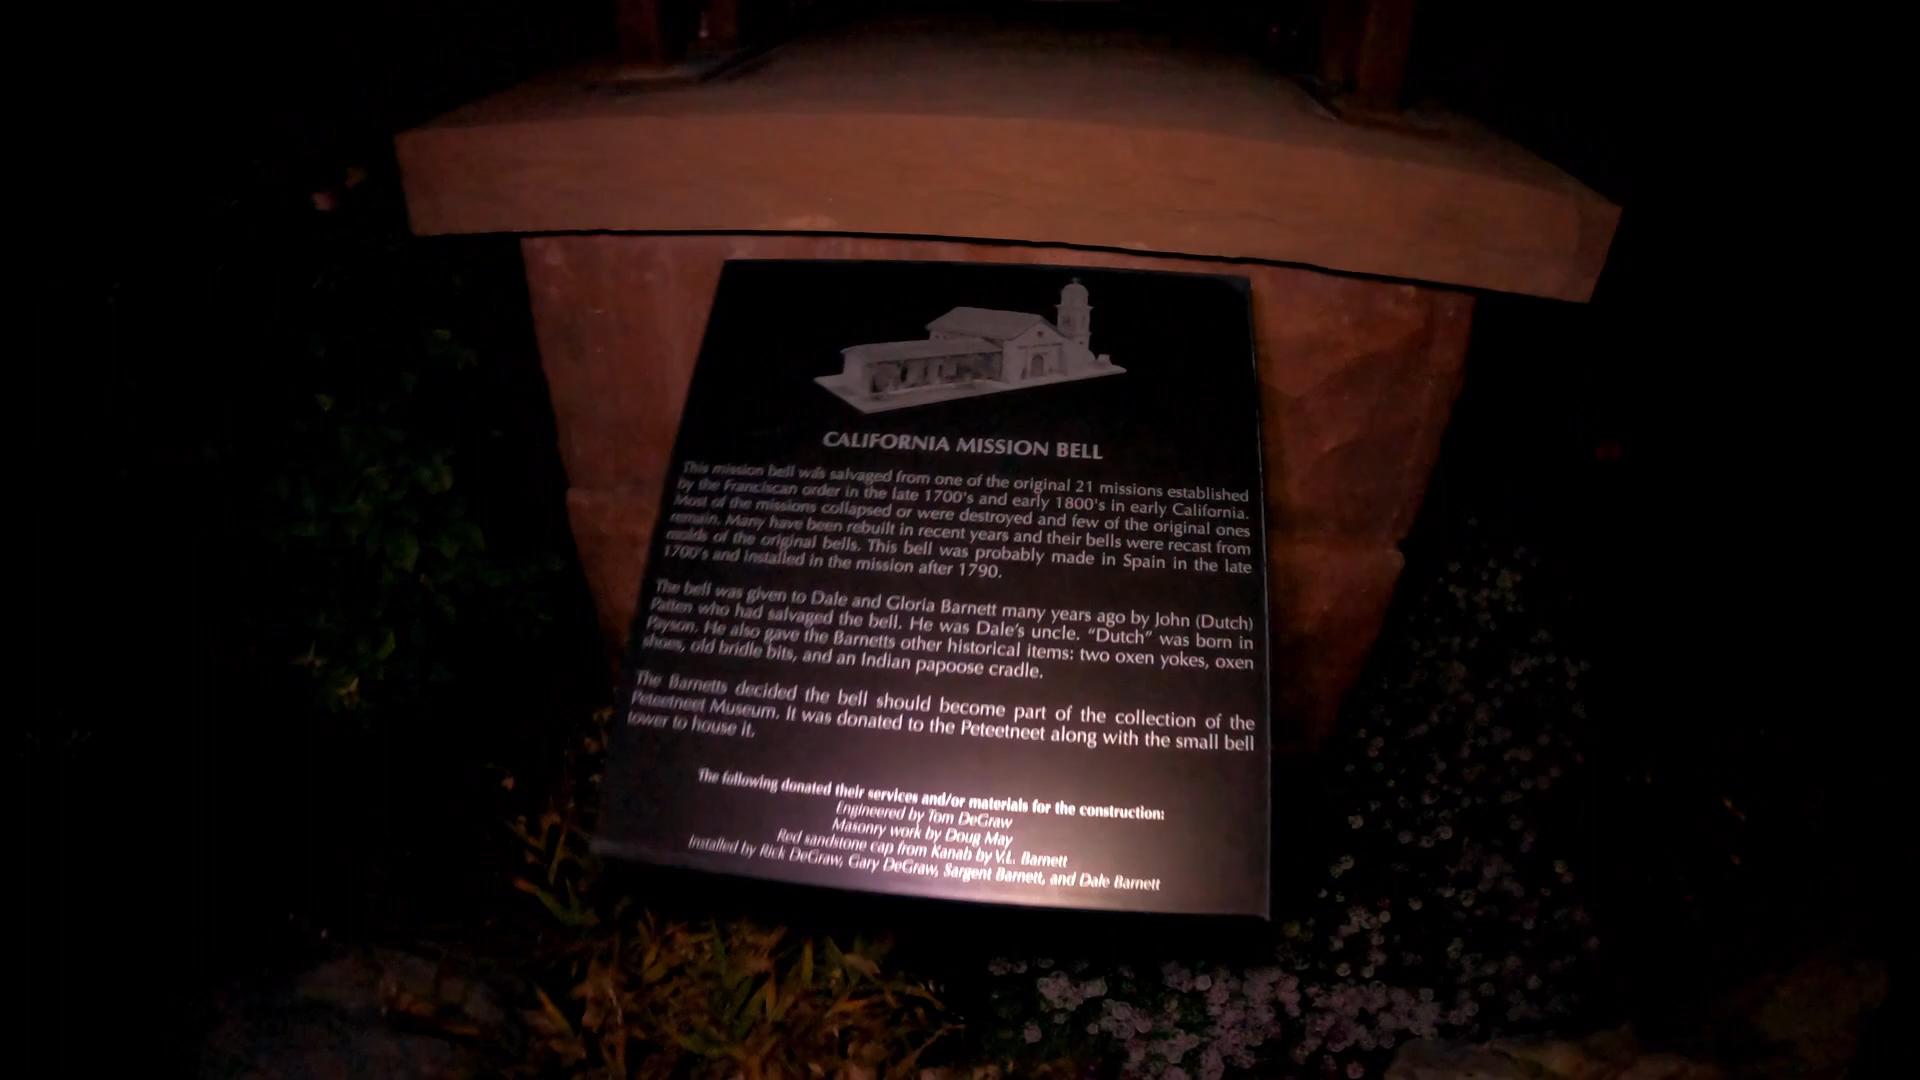 CALIFORNIA MISSION BELL
This mission bell was salvaged from one of the original 21 missions established
by the Franciscan order in the late 1700's and early 1800's in early California.
Most of the missions collapsed or were destroyed and few of the original ones
remain. Many have been rebuilt in recent years and their bells were recast from
molds of the original bells. This bell was probably made in Spain in the late
1700's and installed in the mission after 1790.
The bell was given to Dale and Gloria Barnett many years ago by John (Dutch)
Patten who had salvaged the bell. He was Dale's uncle. "Dutch" was born in
Payson. He also gave the Barnetts other historical items: two oxen yokes, oxen
shoes, old bridle bits, and an Indian papoose cradle.
The Barnetts decided the bell should become part of the collection of the
Peteetneet Museum. It was donated to the Peteetneet along with the small bell
tower to house it.
The following donated their services and/or materials for the construction:
Engineered by Tom DeGraw
Masonry work by Doug May
Red sandstone cap from Kanab by V.L. Barnett
Installed by Rick DeGraw, Gary DeGraw, Sargent Barnett, and Dale Barnett